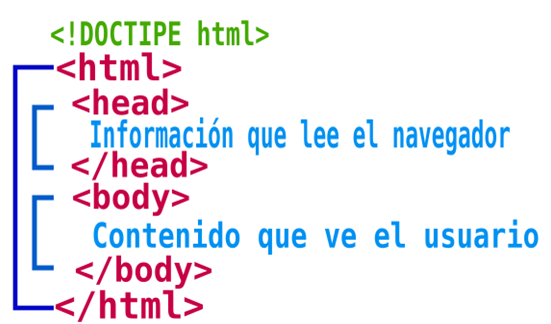 <!DOCTIPE html>
<html>
<head>
Información que lee el navegador
</head>
<body>
Contenido que ve el usuario
</body>
</html>